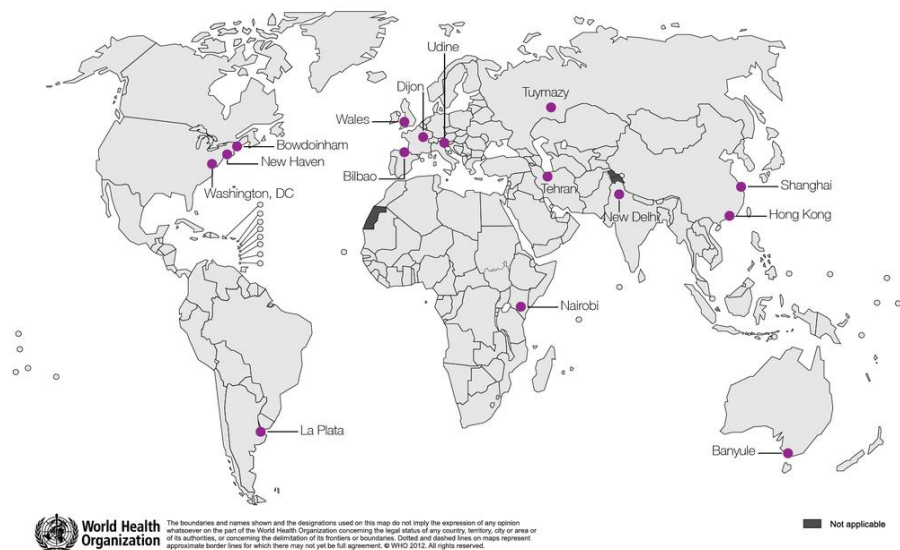 Udine
Dijon
Tuymazy
Wales
Bowdoinham
New Haven
Bilbao
Tehran
Shanghai
Washington, DC
New Delhi
Hong Kong
Nairobi
La Plata
Banyule
World Health
Organization
The boundaries and names shown and the designations used on this map do not imply the expression of any opinion
whatsoever on the part of the World Health Organization concerning the legal status of any country, territory, city or area or
of its authorities, or concerning the delimitation of its frontiers or boundaries. Dotted and dashed lines on maps represent
approximate border lines for which there may not yet be full agreement. © WHO 2012. All rights reserved.
Not applicable